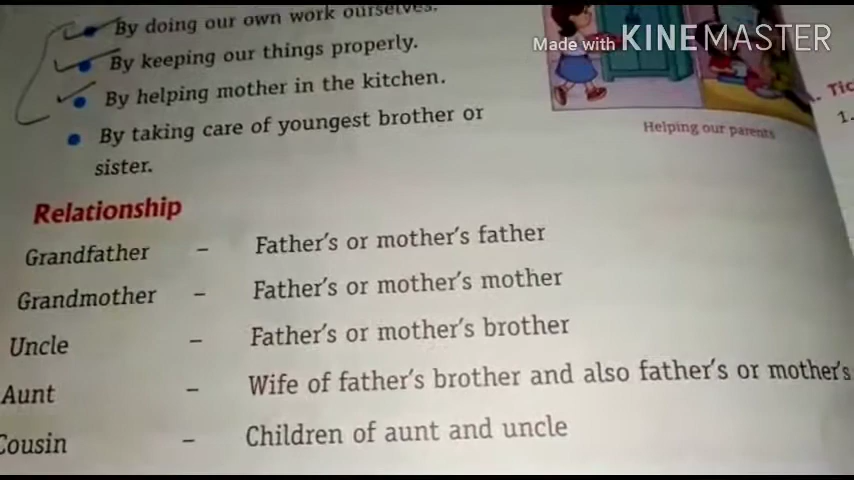 By doing our own work ourselves.
By keeping our things properly.
By helping mother in the kitchen.
By taking care of youngest brother or
sister.
Helping our parents
Relationship
Grandfather – Father's or mother's father
Grandmother – Father's or mother's mother
Uncle – Father's or mother's brother
Aunt – Wife of father's brother and also father's or mother's
Cousin – Children of aunt and uncle
1.
Made with KINEMASTER